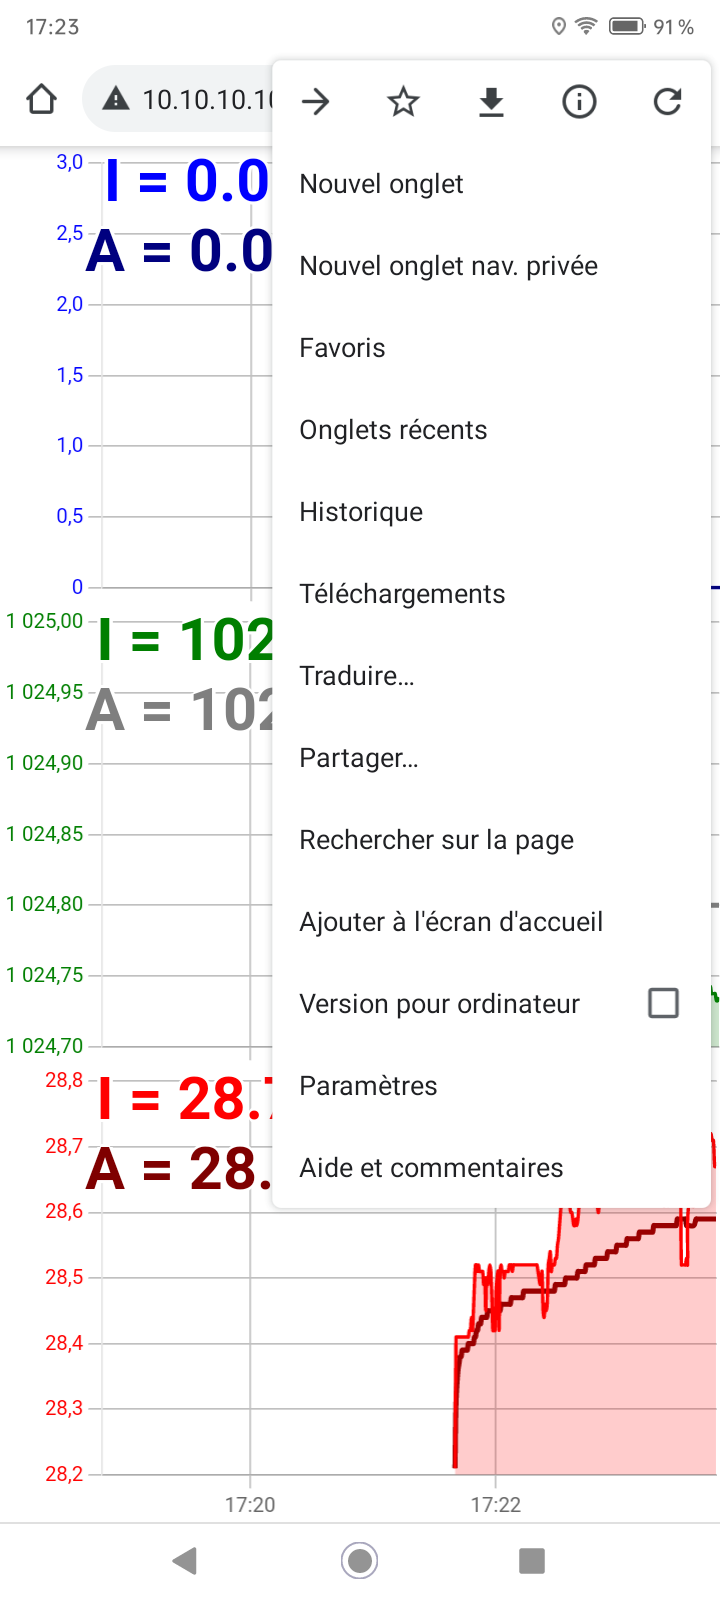 17:23
91 %
10.10.10.10
3,0
I = 0.0
2,5
A = 0.0
2,0
1,5
1,0
0,5
0
Nouvel onglet
Nouvel onglet nav. privée
Favoris
Onglets récents
Historique
Téléchargements
Traduire...
Partager...
Rechercher sur la page
Ajouter à l'écran d'accueil
Version pour ordinateur
Paramètres
Aide et commentaires
1 025,00
I = 102
1 024,95
A = 102
1 024,90
1 024,85
1 024,80
1 024,75
1 024,70
28,8
I = 28.7
28,7
A = 28.
28,6
28,5
28,4
28,3
28,2
17:20
17:22